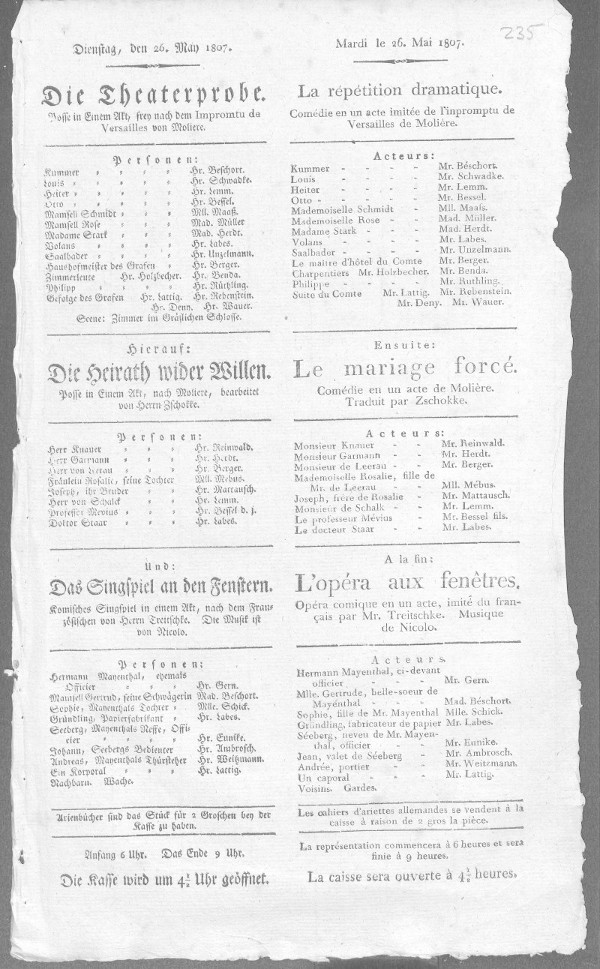 235
Dienstag, den 26. May 1807.
Die Theaterprobe.
Posse in Einem Akt, frey nach dem Impromtu de
Versailles von Moliere.
Personen:
Kummer Hr. Beschort.
Louis Hr. Schwadke.
Heiter Hr. Lemm.
Otto Hr. Bessel.
Mamsell Schmidt Mll. Maaß.
Mamsell Rose Mad. Müller
Madame Stark Mad. Herdt.
Volans Hr. Labes.
Saalbader Hr. Unzelmann.
Haushofmeister des Grafen Hr. Berger.
Zimmerleute Hr. Holzbecher. Hr. Benda.
Philipp Hr. Rüthling.
Gefolge des Grafen Hr. Lattig. Hr. Rebenstein.
Hr. Deny. Hr. Wauer.
Scene: Zimmer im Gräflichen Schlosse.
Hierauf:
Die Heirath wider Willen.
Posse in Einem Akt, nach Moliere, bearbeitet
von Herrn Zschokke.
Personen:
Herr Knauer Hr. Reinwald.
Herr Garmann Hr. Herdt.
Herr von Leerau Hr. Berger.
Fräulein Rosalie, seine Tochter Mll. Mebus.
Joseph, ihr Bruder Hr. Mattausch.
Herr von Schalck Hr. Lemm.
Professor Mevius Hr. Bessel d. j.
Doktor Staar Hr. Labes.
Und:
Das Singspiel an den Fenstern.
Komisches Singspiel in einem Akt, nach dem Fran-
zösischen von Herrn Treitschke. Die Musik ist
von Nicolo.
Personen:
Hermann Mayenthal, ehemals
Officier Hr. Gern.
Mamsell Gertrud, seine Schwägerin Mad. Beschort.
Sophie, Mayenthals Tochter Mlle. Schick.
Gründling, Papierfabrikant Hr. Labes.
Seeberg, Mayenthals Neffe, Offi-
cier Hr. Eunike.
Johann, Seebergs Bedienter Hr. Ambrosch.
Andreas, Mayenthals Thürsteher Hr. Weitzmann.
Ein Korporal Hr. Lattig.
Nachbarn. Wache.
Arienbücher sind das Stück für 2 Groschen bey der
Kasse zu haben.
Anfang 6 Uhr. Das Ende 9 Uhr.
Die Kasse wird um 4½ Uhr geöffnet.
Mardi le 26. Mai 1807.
La répétition dramatique.
Comédie en un acte imitée de l'inpromptu de
Versailles de Molière.
Acteurs:
Kummer - - - - Mr. Béschort.
Louis - - - - Mr. Schwadke.
Heiter - - - - Mr. Lemm.
Otto - - - - Mr. Bessel.
Mademoiselle Schmidt - Mll. Maaß.
Mademoiselle Rose - - Mad. Müller.
Madame Stark - - - Mad. Herdt.
Volans - - - - Mr. Labes.
Saalbador - - - Mr. Unzelmann.
Le maître d'hôtel du Comte Mr. Berger.
Charpentiers Mr. Holzbecher. Mr. Benda.
Philippe - - - - Mr. Ruthling.
Suite du Comte Mr. Lattig. Mr. Rebenstein.
Mr. Deny. Mr. Wauer.
Ensuite:
Le mariage forcé.
Comédie en un acte de Molière.
Traduit par Zschokke.
Acteurs:
Monsieur Knauer - - Mr. Reinwald.
Monsieur Garmann - - Mr. Herdt.
Monsieur de Leerau - - Mr. Berger.
Mademoiselle Rosalie, fille de
Mr. de Leerau - - Mll. Mébus.
Joseph, frère de Rosalie - Mr. Mattausch.
Monsieur de Schalk - - Mr. Lemm.
Le professeur Mévius - Mr. Bessel fils.
Le docteur Staar - - Mr. Labes.
A la fin:
L'opéra aux fenêtres.
Opéra comique en un acte, imité du fran-
çais par Mr. Treitschke. Musique
de Nicolo.
Acteurs.
Hermann Mayenthal, ci-devant
officier - - - Mr. Gern.
Mlle. Gertrude, belle-soeur de
Mayenthal - - - Mad. Béschort.
Sophie, fille de Mr. Mayenthal Mlle. Schick.
Gründling, fabricateur de papier Mr. Labes.
Séeberg, neveu de Mr. Mayen-
thal, officier - - Mr. Eunike.
Jean, valet de Séeberg - Mr. Ambrosch.
Andrée, portier - - Mr. Weitzmann.
Un caporal - - - Mr. Lattig.
Voisins. Gardes.
Les cahiers d'ariettes allemandes se vendent à la
caisse à raison de 2 gros la pièce.
La représentation commencera à 6 heures et sera
finie à 9 heures.
La caisse sera ouverte à 4½ heures.